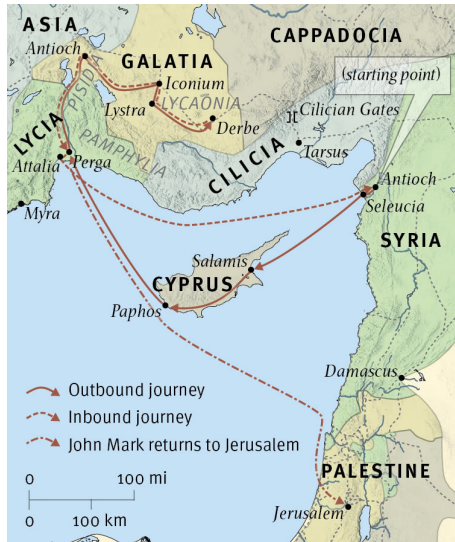 ASIA
CAPPADOCIA
Antioch
GALATIA
(starting point)
PISIDIA
Iconium
LYCAONIA
Lystra
Cilician Gates
Derbe
LYCIA
PAMPHYLIA
CILICIA
Tarsus
Attalia
Perga
Antioch
Seleucia
Myra
SYRIA
Salamis
CYPRUS
Paphos
Damascus
Outbound journey
Inbound journey
John Mark returns to Jerusalem
PALESTINE
0 100 mi
0 100 km
Jerusalem